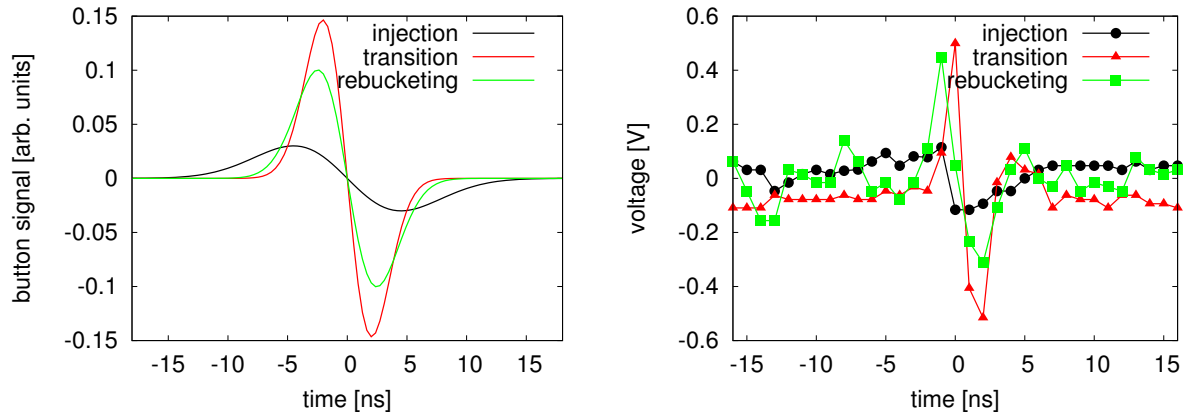 button signal [arb. units]
0.15
0.1
0.05
0
-0.05
-0.1
-0.15
injection
transition
rebucketing
-15 -10 -5 0 5 10 15
time [ns]
voltage [V]
0.6
0.4
0.2
0
-0.2
-0.4
-0.6
injection
transition
rebucketing
-15 -10 -5 0 5 10 15
time [ns]